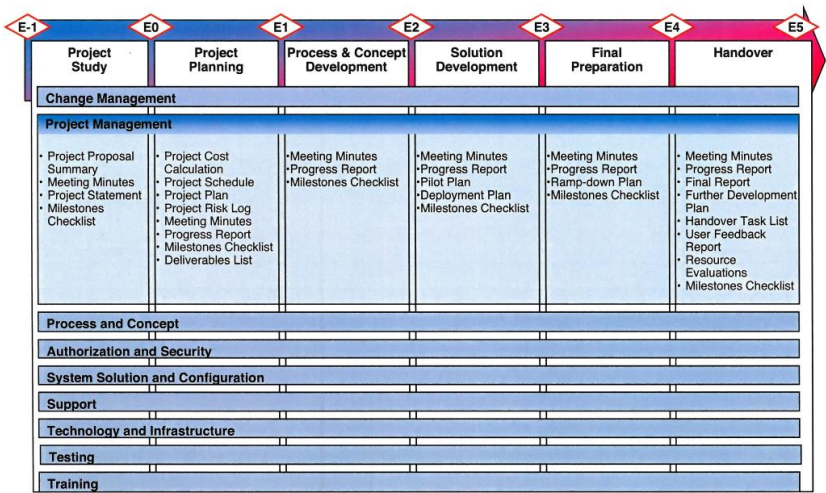 E-1
E0
E1
E2
E3
E4
E5
Project
Study
Project
Planning
Process & Concept
Development
Solution
Development
Final
Preparation
Handover
Change Management
Project Management
• Project Proposal
Summary
• Meeting Minutes
• Project Statement
• Milestones
Checklist
• Project Cost
Calculation
• Project Schedule
• Project Plan
• Project Risk Log
• Meeting Minutes
• Progress Report
• Milestones Checklist
• Deliverables List
•Meeting Minutes
•Progress Report
•Milestones Checklist
•Meeting Minutes
•Progress Report
•Pilot Plan
•Deployment Plan
•Milestones Checklist
•Meeting Minutes
•Progress Report
•Ramp-down Plan
•Milestones Checklist
• Meeting Minutes
• Progress Report
• Final Report
• Further Development
Plan
• Handover Task List
• User Feedback
Report
• Resource
Evaluations
• Milestones Checklist
Process and Concept
Authorization and Security
System Solution and Configuration
Support
Technology and Infrastructure
Testing
Training